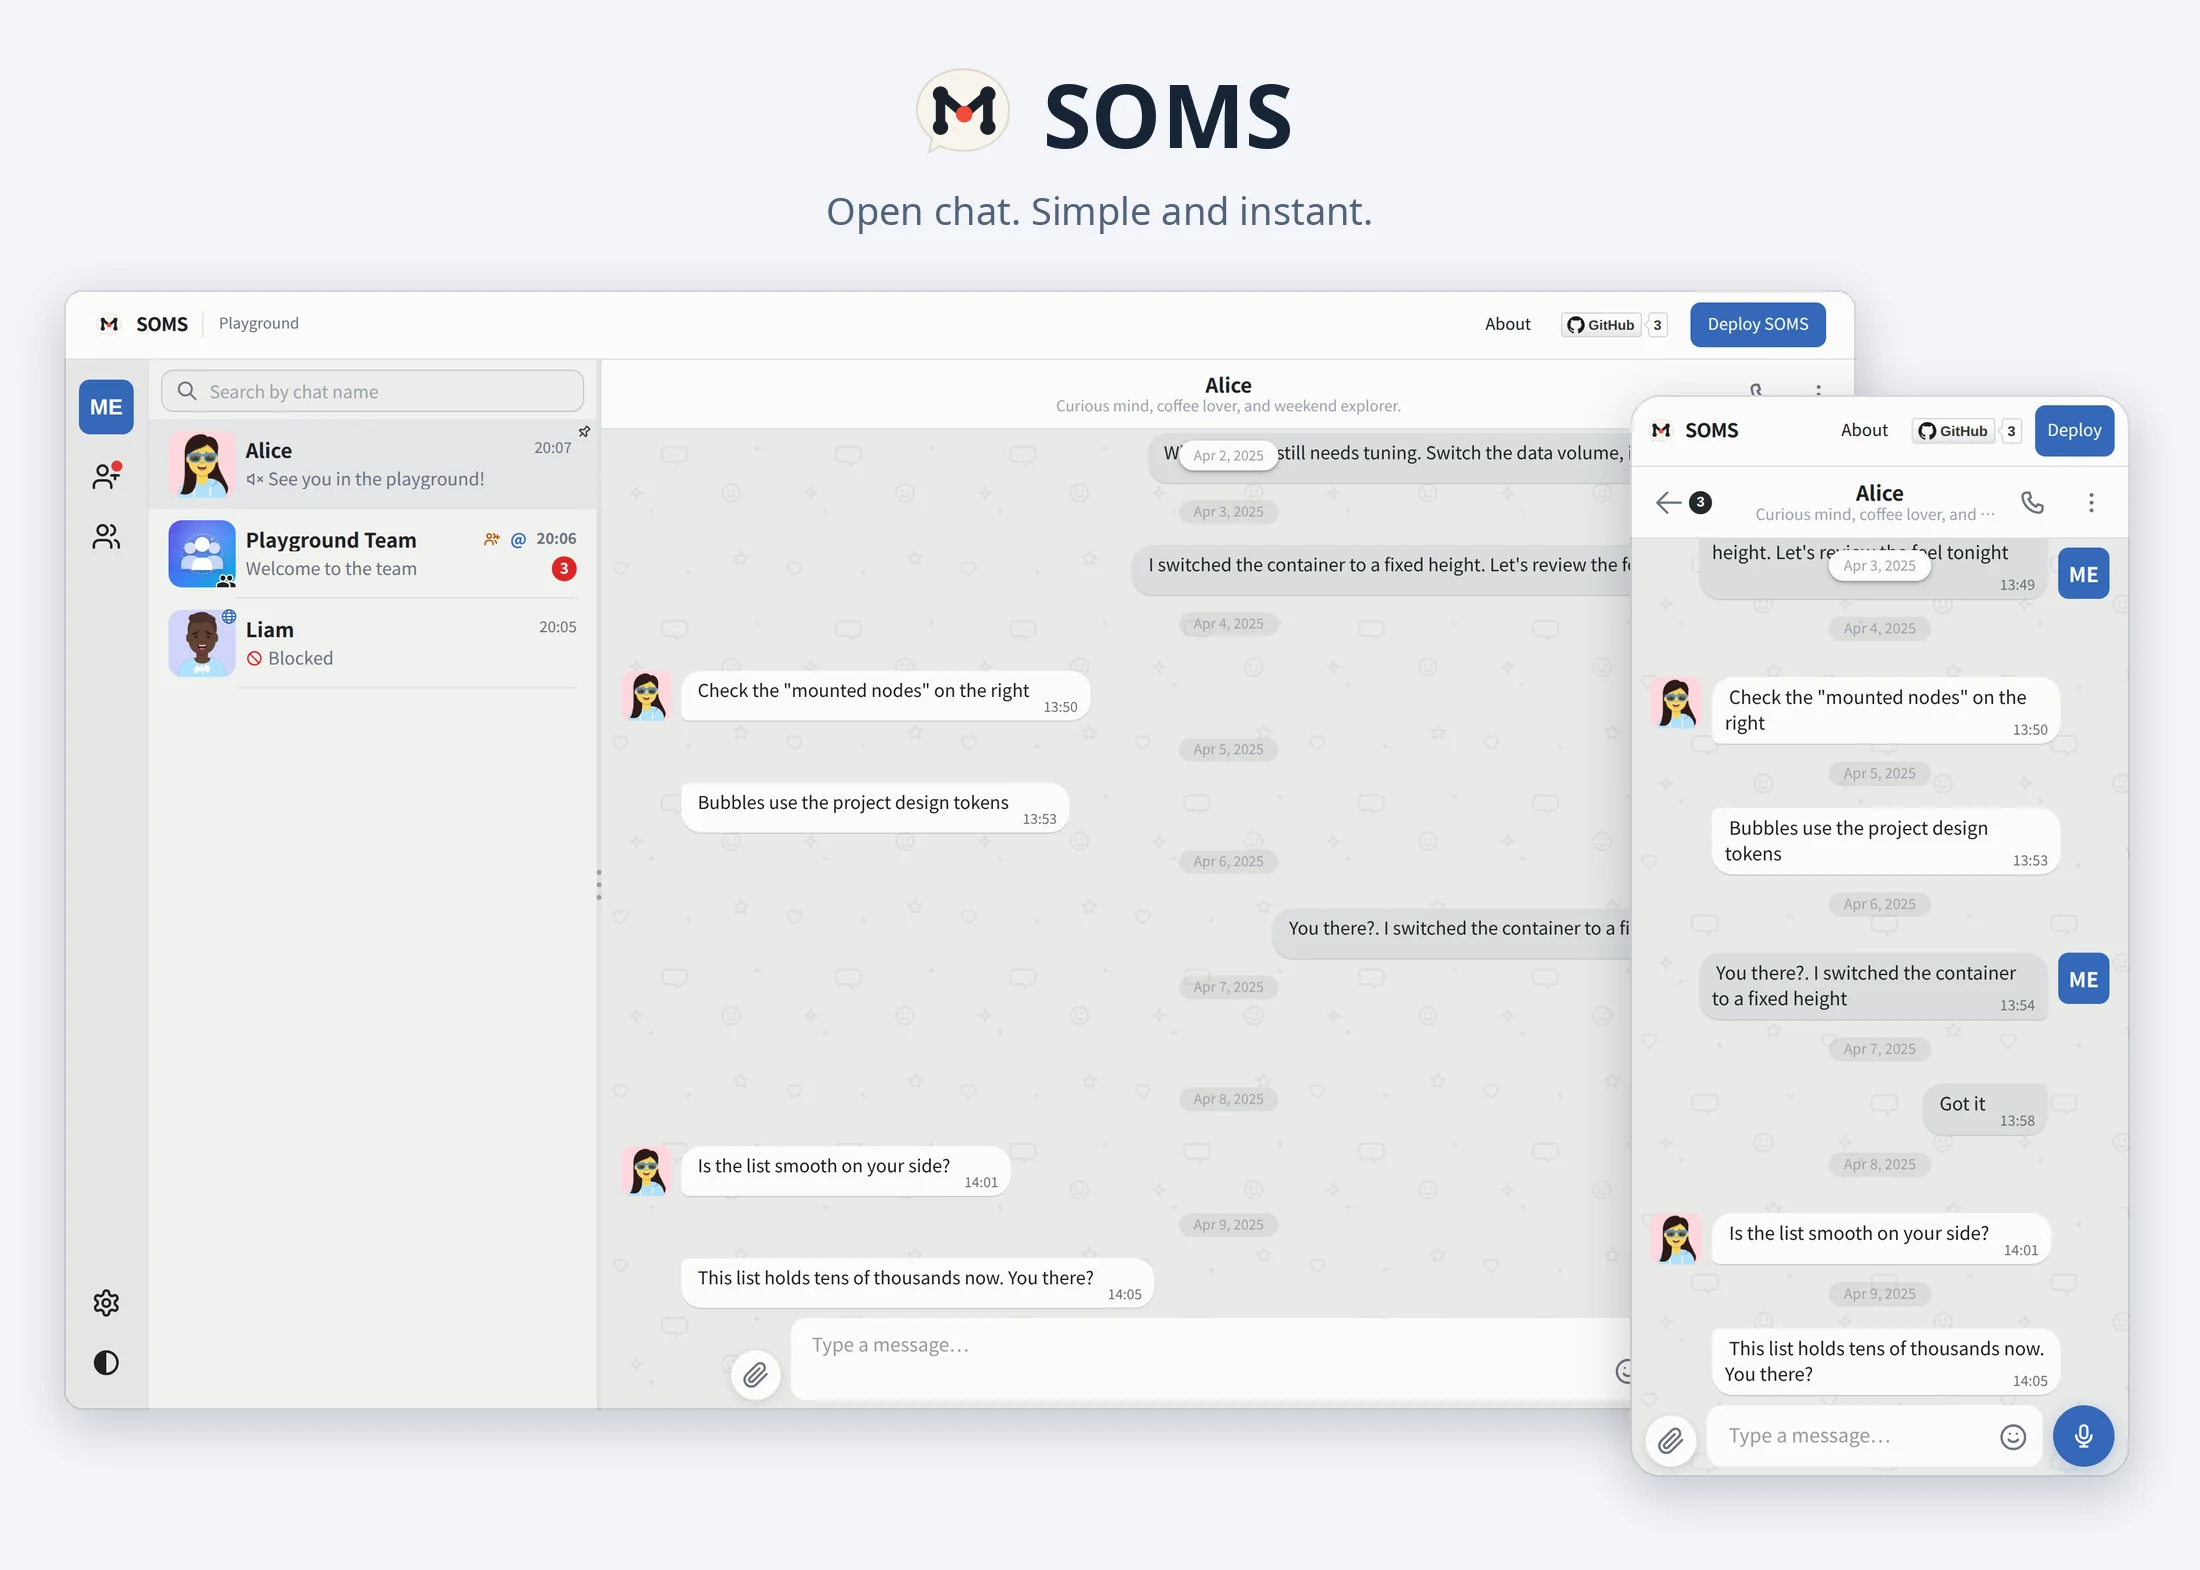 SOMS
Open chat. Simple and instant.
SOMS
Playground
About
GitHub
3
Deploy SOMS
ME
Search by chat name
Alice
20:07
See you in the playground!
Playground Team
@
20:06
Welcome to the team
3
Liam
20:05
Blocked
Alice
Curious mind, coffee lover, and weekend explorer.
Apr 2, 2025
still needs tuning. Switch the data volume,
Apr 3, 2025
I switched the container to a fixed height. Let's review the
Apr 4, 2025
Check the "mounted nodes" on the right
13:50
Apr 5, 2025
Bubbles use the project design tokens
13:53
Apr 6, 2025
You there?. I switched the container to a
Apr 7, 2025
Apr 8, 2025
Is the list smooth on your side?
14:01
Apr 9, 2025
This list holds tens of thousands now. You there?
14:05
Type a message…
SOMS
About
GitHub
3
Deploy
3
Alice
Curious mind, coffee lover, and ...
height. Let's review the feel tonight
13:49
ME
Apr 3, 2025
Apr 4, 2025
Check the "mounted nodes" on the
right
13:50
Apr 5, 2025
Bubbles use the project design
tokens
13:53
Apr 6, 2025
You there?. I switched the container
to a fixed height
13:54
ME
Apr 7, 2025
Got it
13:58
Apr 8, 2025
Is the list smooth on your side?
14:01
Apr 9, 2025
This list holds tens of thousands now.
You there?
14:05
Type a message…